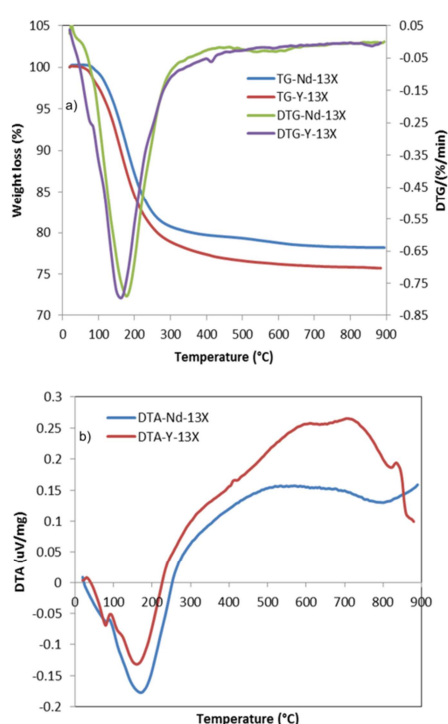 a)
Weight loss (%)
105
100
95
90
85
80
75
70
0.05
-0.05
-0.15
-0.25
-0.35
-0.45
-0.55
-0.65
-0.75
-0.85
DTG/(%/min)
TG-Nd-13X
TG-Y-13X
DTG-Nd-13X
DTG-Y-13X
0 100 200 300 400 500 600 700 800 900
Temperature (°C)
b)
DTA (uV/mg)
0.3
0.25
0.2
0.15
0.1
0.05
0
-0.05
-0.1
-0.15
-0.2
DTA-Nd-13X
DTA-Y-13X
0 100 200 300 400 500 600 700 800 900
Temperature (°C)